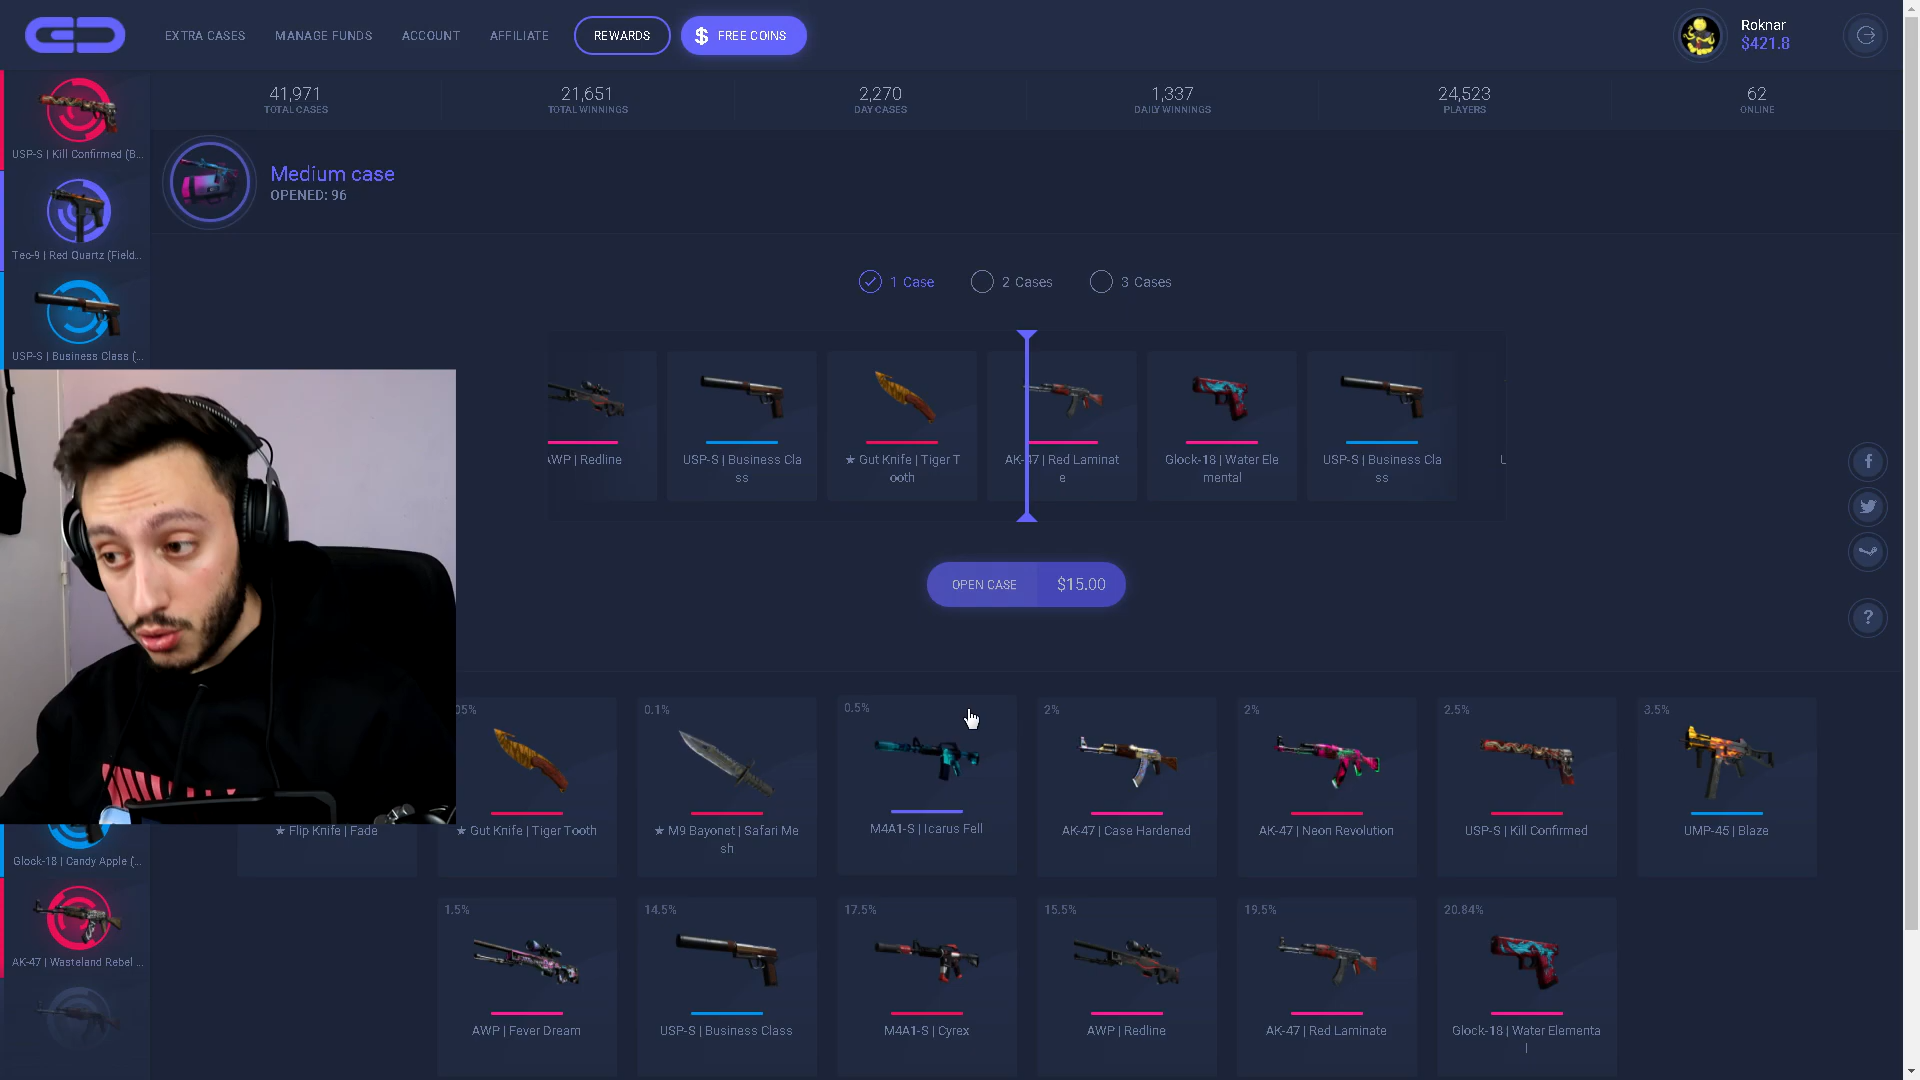 EXTRA CASES
MANAGE FUNDS
ACCOUNT
AFFILIATE
REWARDS
$ FREE COINS
Roknar
$421.8
41,971
TOTAL CASES
21,651
TOTAL WINNINGS
2,270
DAY CASES
1,337
DAILY WINNINGS
24,523
PLAYERS
62
ONLINE
USP-S | Kill Confirmed (B...
Tec-9 | Red Quartz (Field...
USP-S | Business Class (...
Medium case
OPENED: 96
1 Case
2 Cases
3 Cases
AWP | Redline
USP-S | Business Cla
ss
★ Gut Knife | Tiger T
ooth
AK-47 | Red Laminat
e
Glock-18 | Water Ele
mental
USP-S | Business Cla
ss
OPEN CASE
$15.00
?
05%
★ Flip Knife | Fade
★ Gut Knife | Tiger Tooth
0.1%
★ M9 Bayonet | Safari Me
sh
0.5%
M4A1-S | Icarus Fell
2%
AK-47 | Case Hardened
2%
AK-47 | Neon Revolution
2.5%
USP-S | Kill Confirmed
3.5%
UMP-45 | Blaze
Glock-18 | Candy Apple (...
AK-47 | Wasteland Rebel ...
1.5%
AWP | Fever Dream
14.5%
USP-S | Business Class
17.5%
M4A1-S | Cyrex
15.5%
AWP | Redline
19.5%
AK-47 | Red Laminate
20.84%
Glock-18 | Water Elementa
l